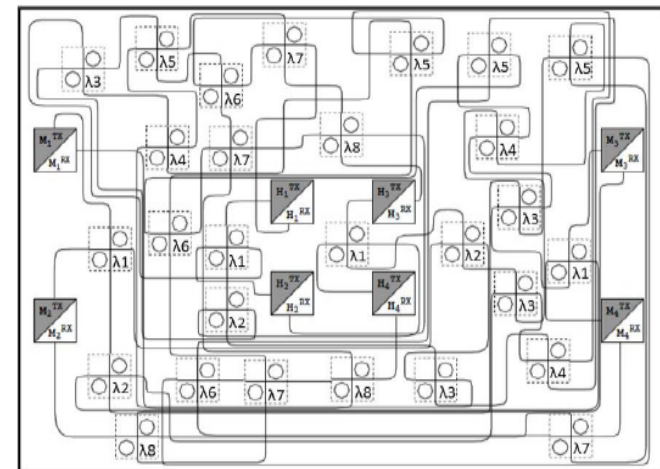 λ3
λ5
λ7
λ5
λ5
λ5
λ6
λ4
λ7
λ8
λ4
M1TX
M1RX
M3TX
M3RX
H1TX
H1RX
H3TX
H3RX
λ3
λ6
λ1
λ1
λ1
λ2
λ1
H2TX
H2RX
H4TX
H4RX
λ3
M2TX
M2RX
M4TX
M4RX
λ2
λ4
λ2
λ6
λ7
λ8
λ3
λ8
λ7